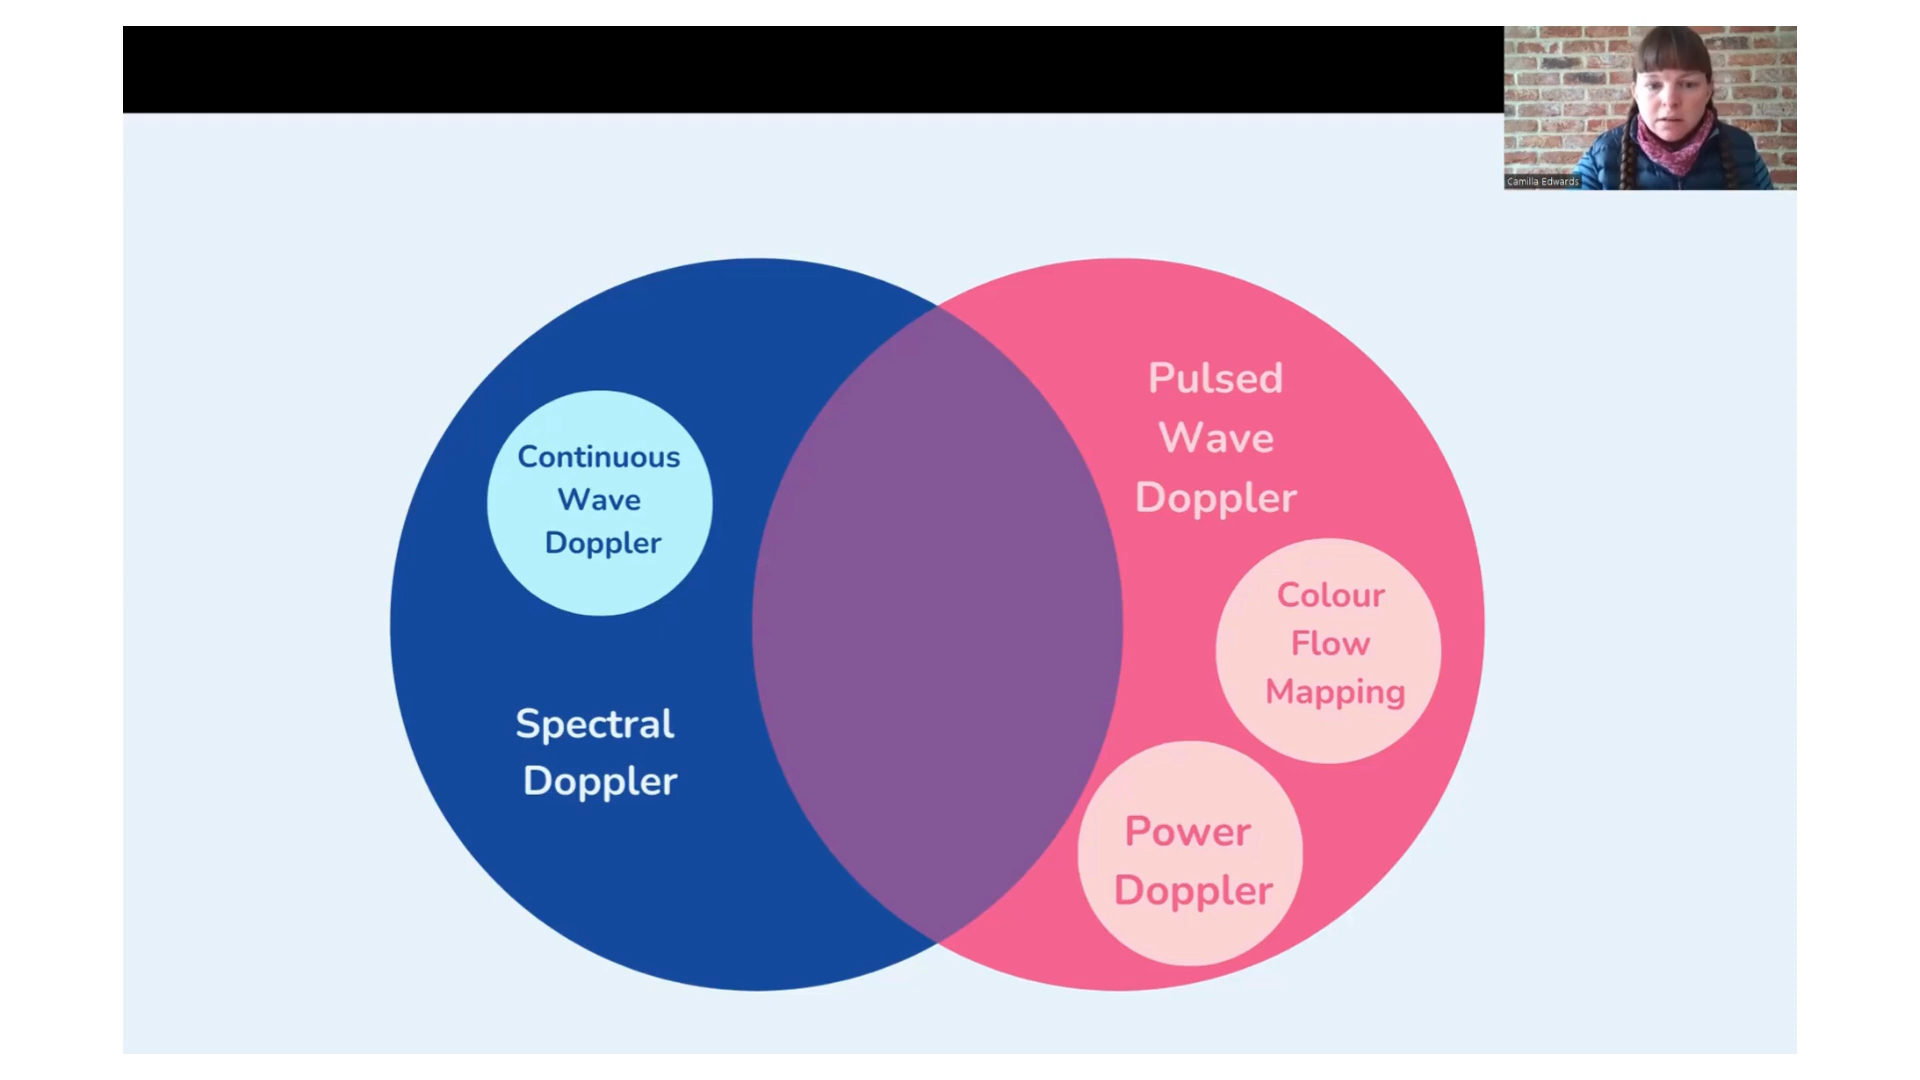 Camilla Edwards
Continuous
Wave
Doppler
Spectral
Doppler
Pulsed
Wave
Doppler
Colour
Flow
Mapping
Power
Doppler